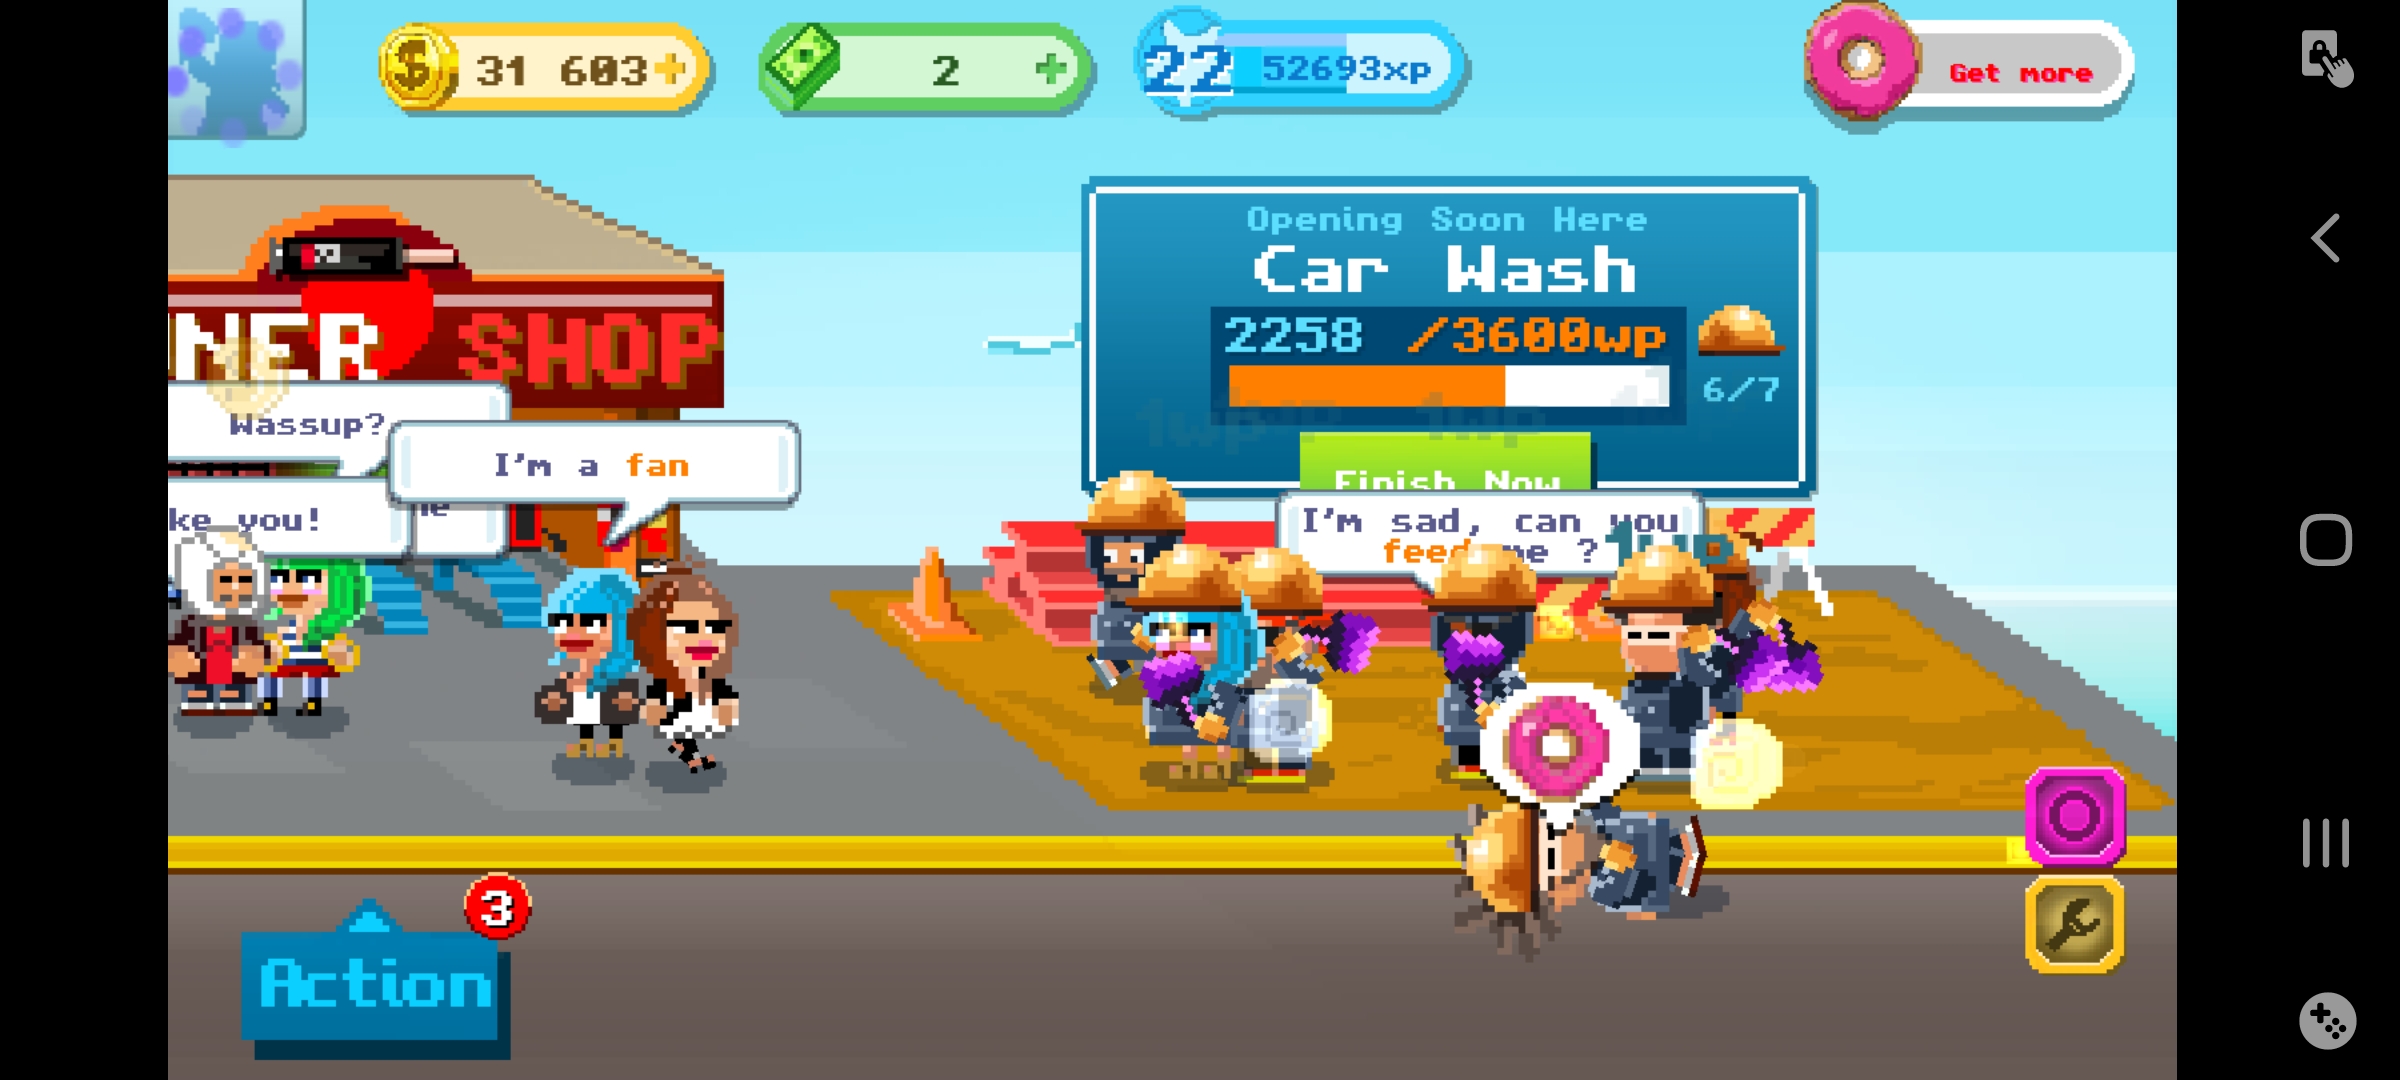 31 603
2
22
52693xp
Get more
Opening Soon Here
Car Wash
2258 /3600wp
6/7
NER SHOP
Wassup?
I'm a fan
ke you!
Finish Now
I'm sad, can you
feed me ?
3
Action